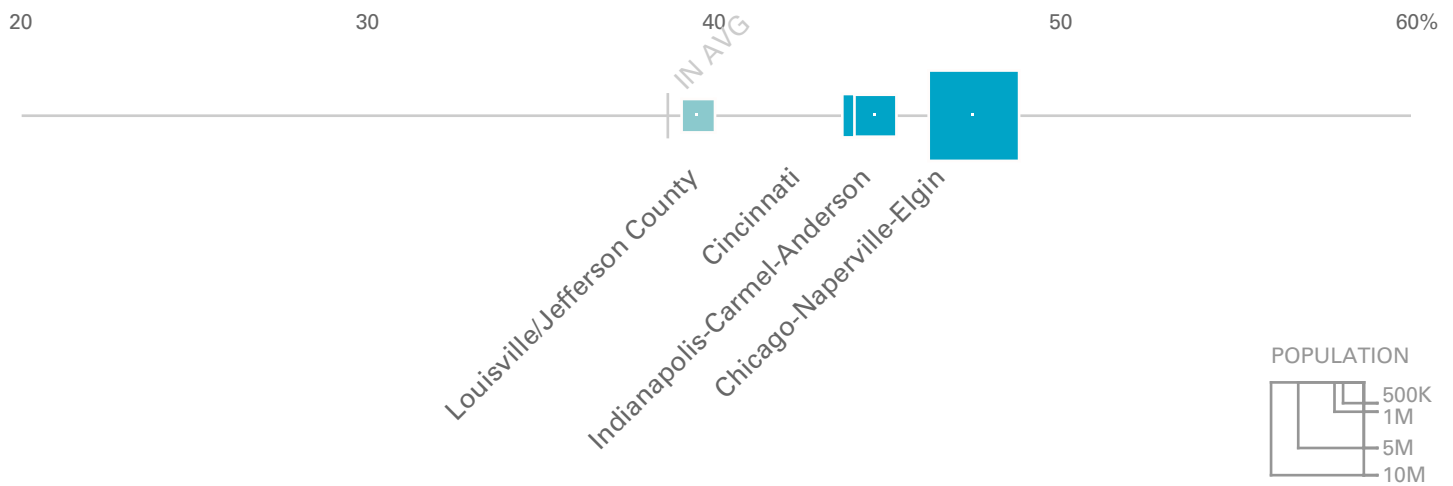 20 30 40 50 60%
IN AVG
Louisville/Jefferson County
Cincinnati
Indianapolis-Carmel-Anderson
Chicago-Naperville-Elgin
POPULATION
500K
1M
5M
10M